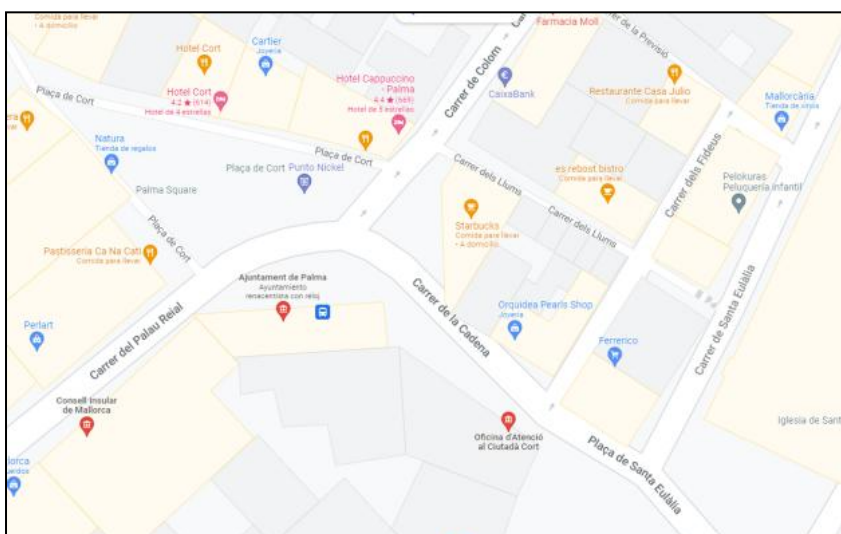 Comida para llevar
- A domicilio
Hotel Cort
Cartier
Joyería
Carrer de Colom
Farmacia Moll
Carrer de la Previsió
CaixaBank
Restaurante Casa Julio
Comida para llevar
Mallorcària
Plaça de Cort
Hotel Cort
4.2 ★ (614)
Hotel de 4 estrellas
Hotel Cappuccino
- Palma
4.4 ★ (569)
Hotel de 5 estrellas
Natura
Tienda de regalos
Plaça de Cort
Plaça de Cort
Punto Nickel
Palma Square
Carrer dels Llums
es rebost bistro
Comida para llevar
Carrer dels Fideus
Pelokuras
Peluquería infantil
Plaça de Cort
Pastisseria Ca Na Cati
Comida para llevar
Starbucks
Comida para llevar
- A domicilio
Carrer dels Llums
Ajuntament de Palma
Ayuntamiento
renacentista con reloj
Carrer de la Cadena
Orquidea Pearls Shop
Joyería
Carrer de Santa Eulàlia
Perlart
Carrer del Palau Reial
Ferrerico
Consell Insular
de Mallorca
Oficina d'Atenció
al Ciutadà Cort
Plaça de Santa Eulàlia
Iglesia de Sant
lorca